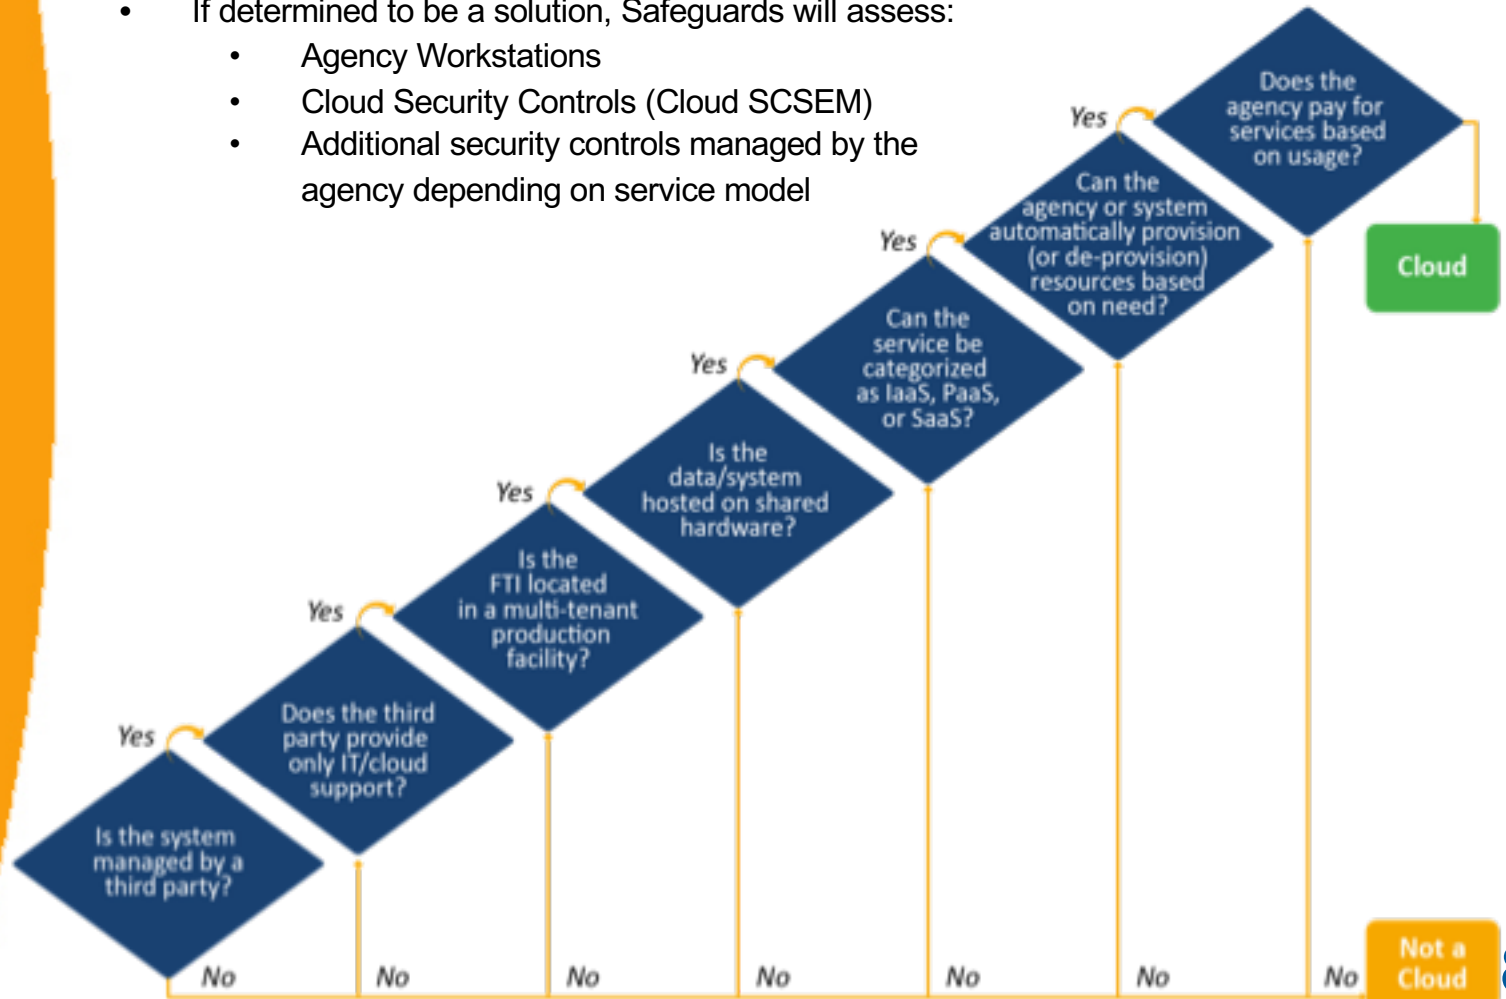 • If determined to be a solution, Safeguards will assess:
• Agency Workstations
• Cloud Security Controls (Cloud SCSEM)
• Additional security controls managed by the
agency depending on service model
Does the
agency pay for
services based
on usage?
Yes
Can the
agency or system
automatically provision
(or de-provision)
resources based
on need?
Yes
Cloud
Can the
service be
categorized
as IaaS, PaaS,
or SaaS?
Yes
Is the
data/system
hosted on shared
hardware?
Yes
Is the
FTI located
in a multi-tenant
production
facility?
Yes
Does the third
party provide
only IT/cloud
support?
Yes
Is the system
managed by a
third party?
No
No
No
No
No
No
No
Not a
Cloud